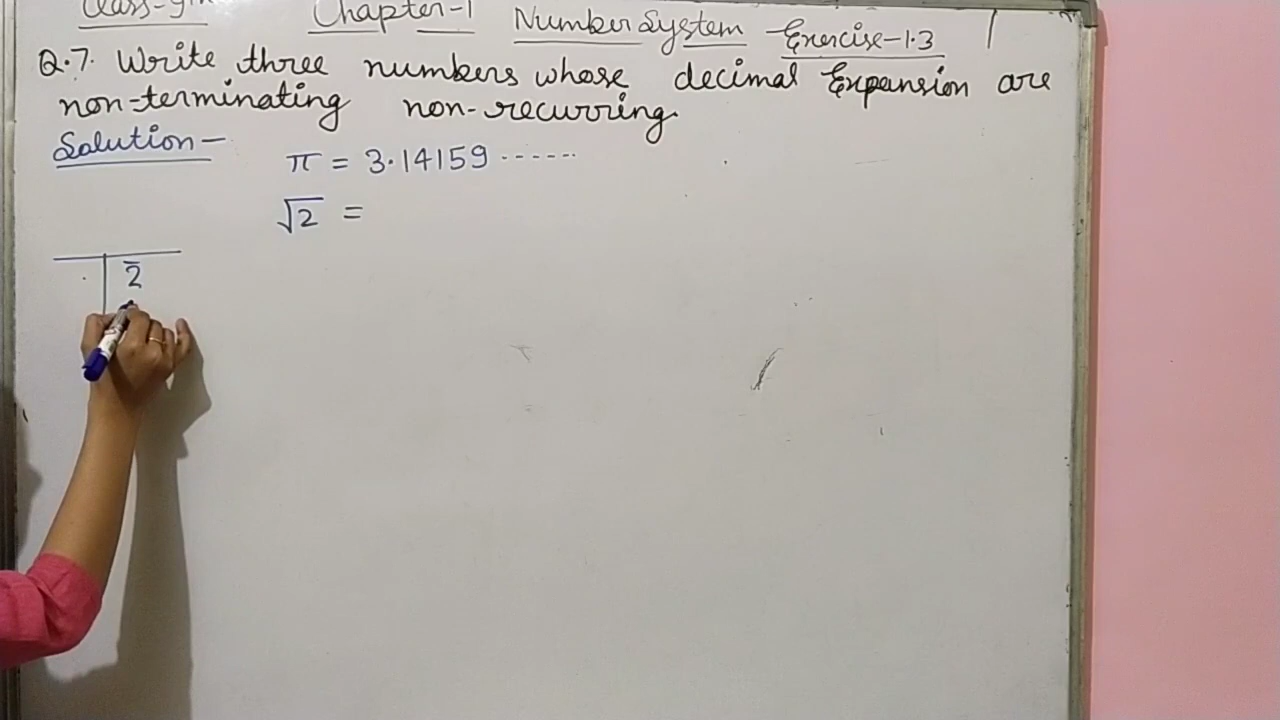 Class-9th Chapter-1 Number System Exercise-1.3
Q.7. Write three numbers whose decimal Expansion are
non-terminating non-recurring.
Solution-
π = 3.14159 ------
√2 =
2